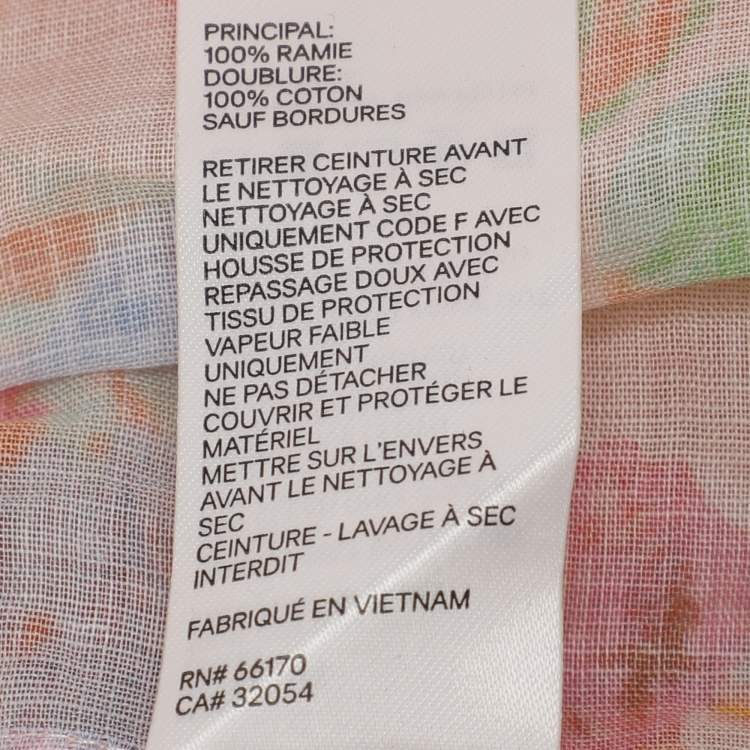 PRINCIPAL:
100% RAMIE
DOUBLURE:
100% COTON
SAUF BORDURES
RETIRER CEINTURE AVANT
LE NETTOYAGE À SEC
NETTOYAGE À SEC
UNIQUEMENT CODE F AVEC
HOUSSE DE PROTECTION
REPASSAGE DOUX AVEC
TISSU DE PROTECTION
VAPEUR FAIBLE
UNIQUEMENT
NE PAS DÉTACHER
COUVRIR ET PROTÉGER LE
MATÉRIEL
METTRE SUR L'ENVERS
AVANT LE NETTOYAGE À
SEC
CEINTURE - LAVAGE À SEC
INTERDIT
FABRIQUÉ EN VIETNAM
RN# 66170
CA# 32054